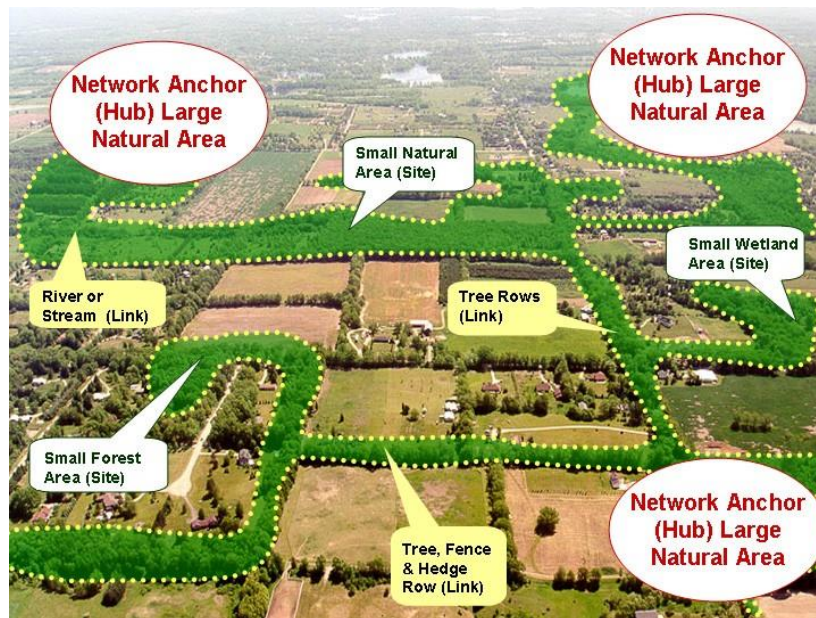 Network Anchor
(Hub) Large
Natural Area
Network Anchor
(Hub) Large
Natural Area
Small Natural
Area (Site)
Small Wetland
Area (Site)
River or
Stream (Link)
Tree Rows
(Link)
Small Forest
Area (Site)
Tree, Fence
& Hedge
Row (Link)
Network Anchor
(Hub) Large
Natural Area